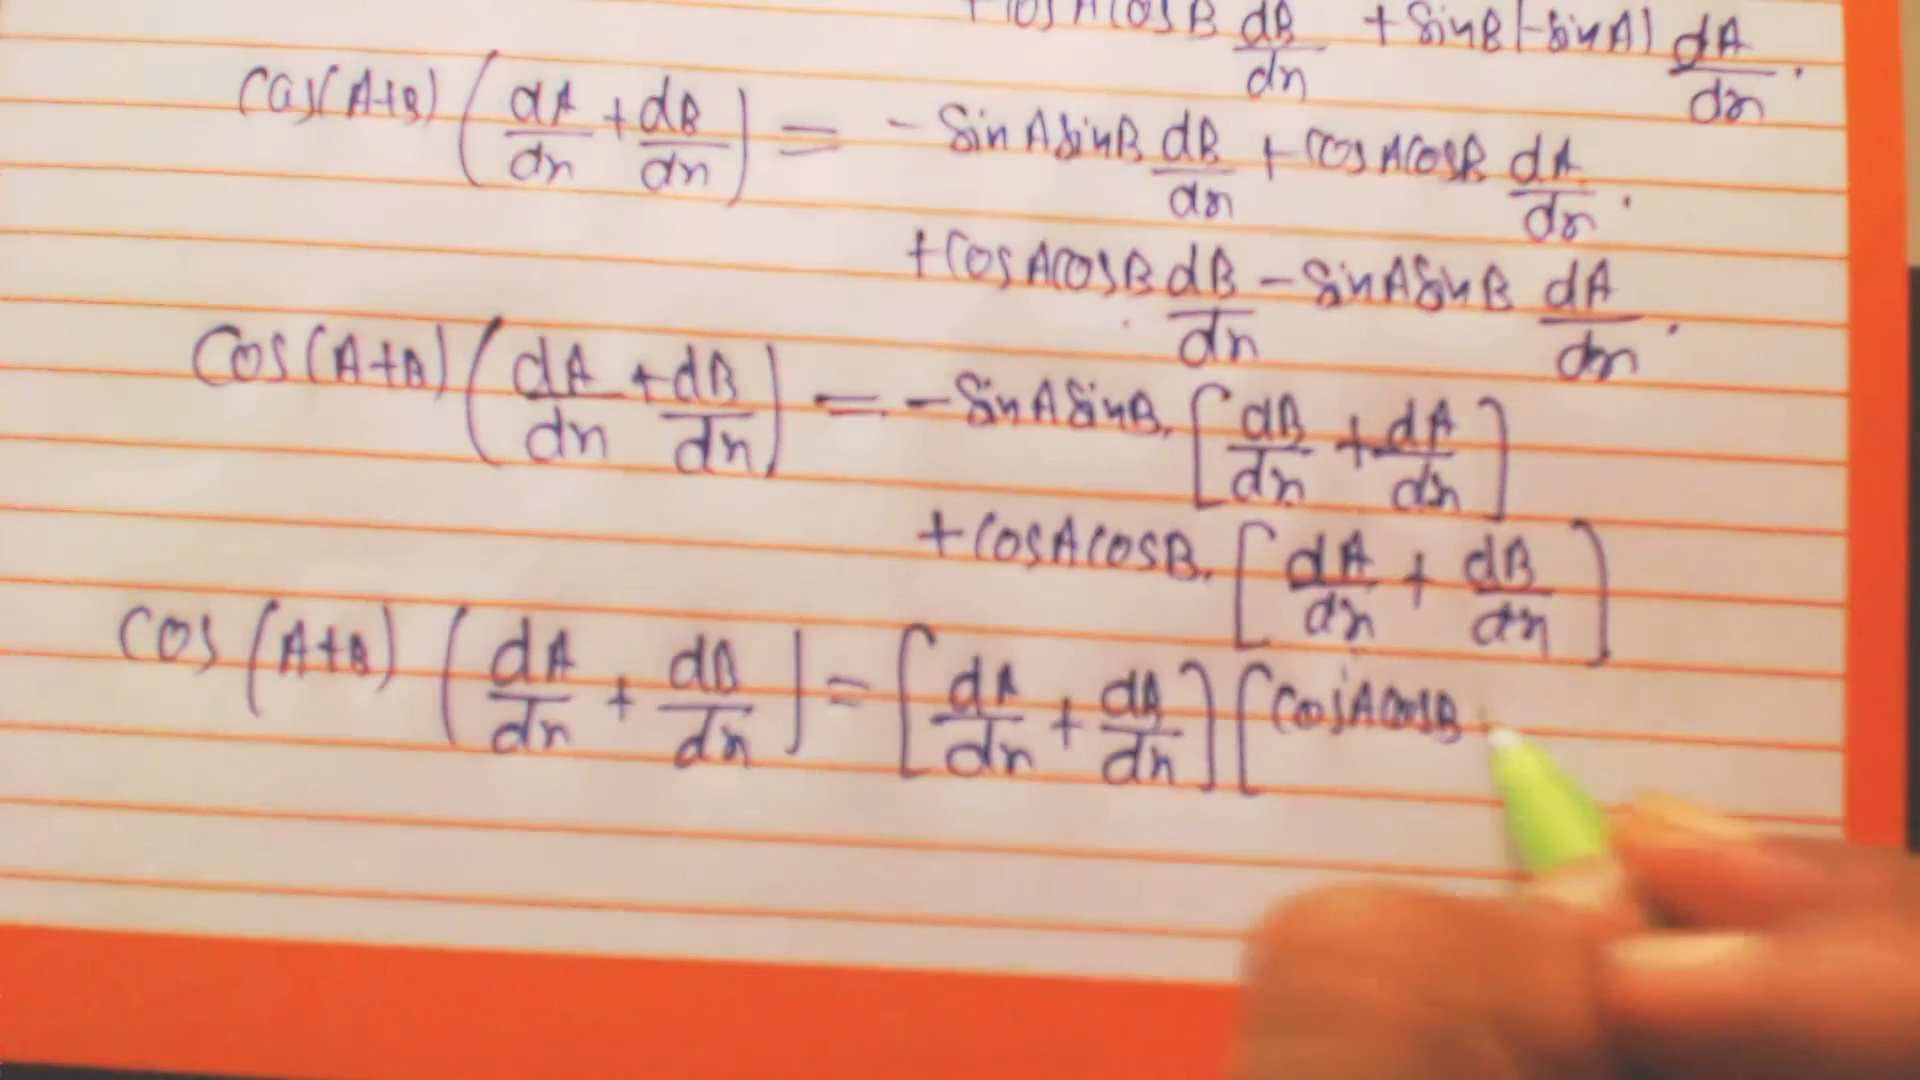 + cosAcosB dB/dx + sinB(-sinA) dA/dx.
cos(A+B) (dA/dx + dB/dx) = - sinAsinB dB/dx + cosAcosB dA/dx.
+ cosAcosB dB/dx - sinAsinB dA/dx.
Cos(A+B) (dA/dx + dB/dx) = - sinAsinB. [dB/dx + dA/dx]
+ cosAcosB. [dA/dx + dB/dx]
cos (A+B) (dA/dx + dB/dx) = [dA/dx + dB/dx] [cosAcosB